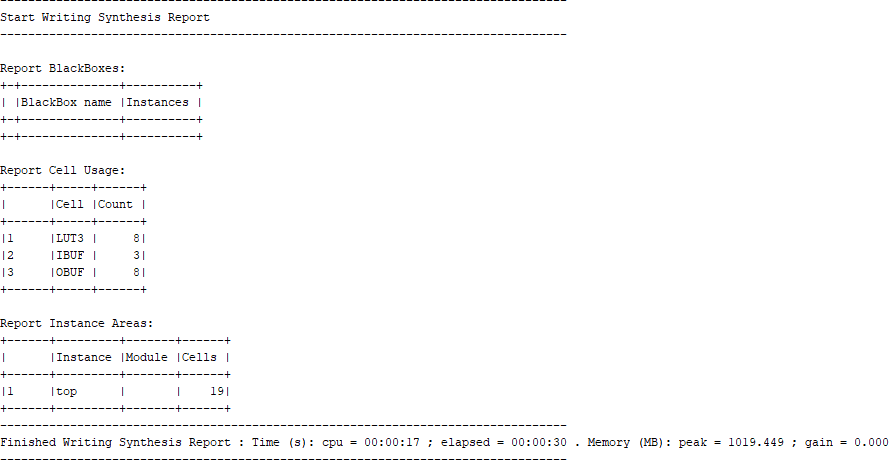 ---------------------------------------------------------------------------------
Start Writing Synthesis Report
---------------------------------------------------------------------------------

Report BlackBoxes:
+-+--------------+----------+
| |BlackBox name |Instances |
+-+--------------+----------+
+-+--------------+----------+

Report Cell Usage:
+------+-----+------+
|      |Cell |Count |
+------+-----+------+
|1     |LUT3 |     8|
|2     |IBUF |     3|
|3     |OBUF |     8|
+------+-----+------+

Report Instance Areas:
+------+---------+-------+------+
|      |Instance |Module |Cells |
+------+---------+-------+------+
|1     |top      |       |    19|
+------+---------+-------+------+
---------------------------------------------------------------------------------
Finished Writing Synthesis Report : Time (s): cpu = 00:00:17 ; elapsed = 00:00:30 . Memory (MB): peak = 1019.449 ; gain = 0.000
---------------------------------------------------------------------------------